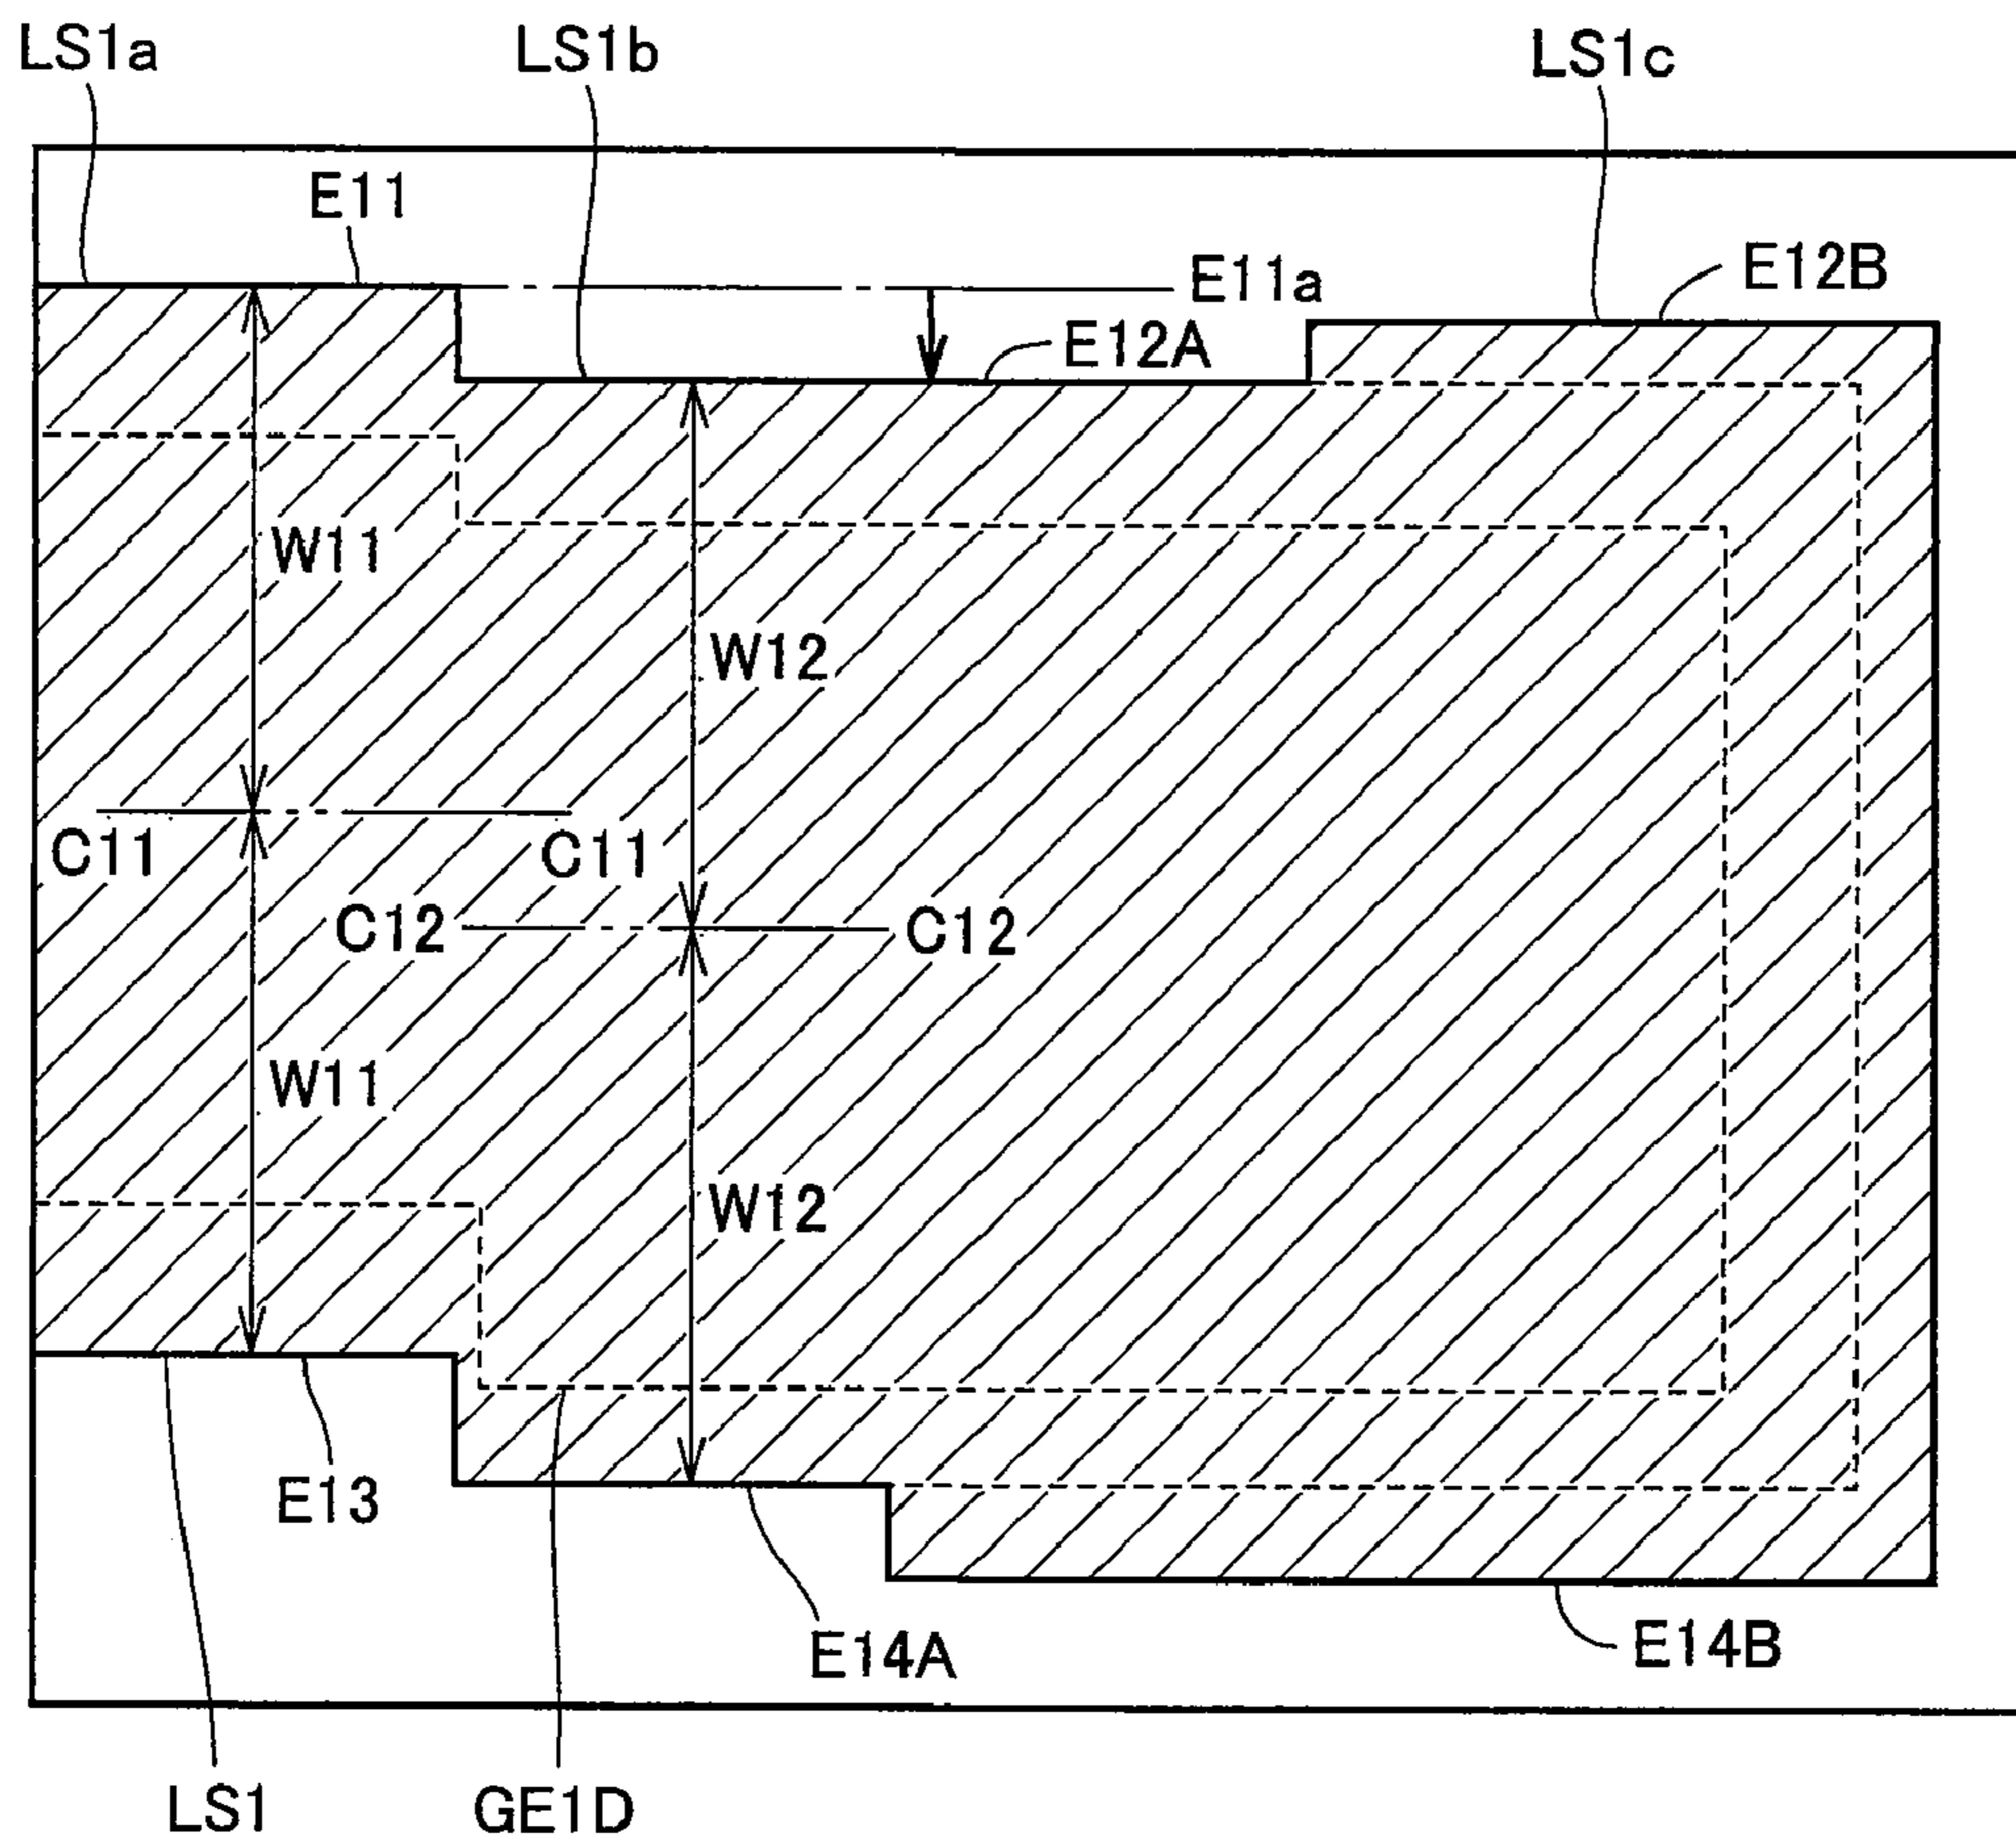 LS1a
LS1b
LS1c
E11
E11a
E12B
E12A
W11
W12
C11
C11
C12
C12
W11
W12
E13
E14A
E14B
LS1
GE1D